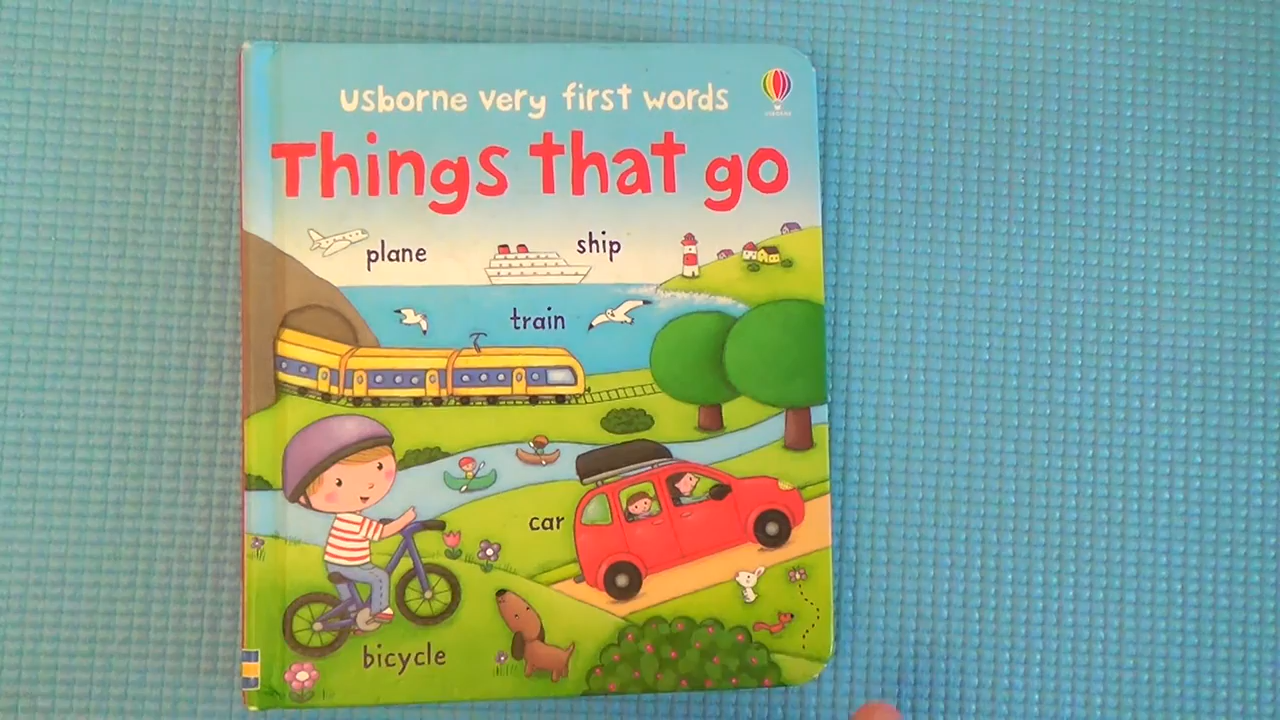 usborne very first words
Things that go
plane
ship
train
car
bicycle